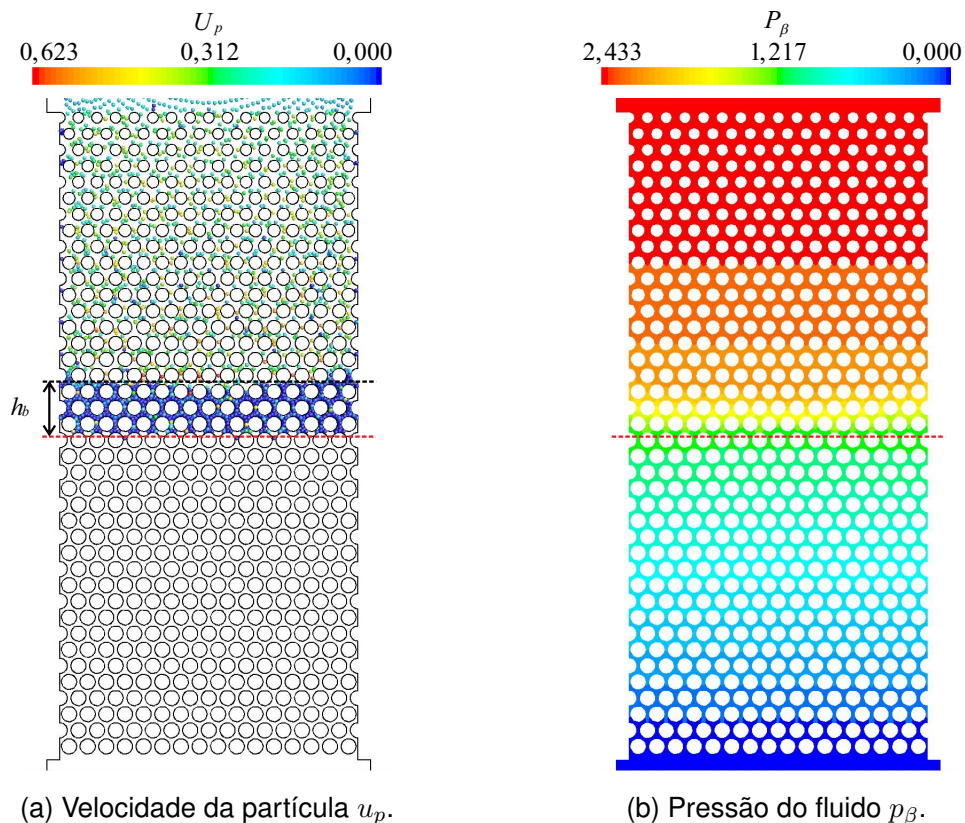 U_p
0,623 0,312 0,000
P_β
2,433 1,217 0,000
h_b
(a) Velocidade da partícula u_p.
(b) Pressão do fluido p_β.